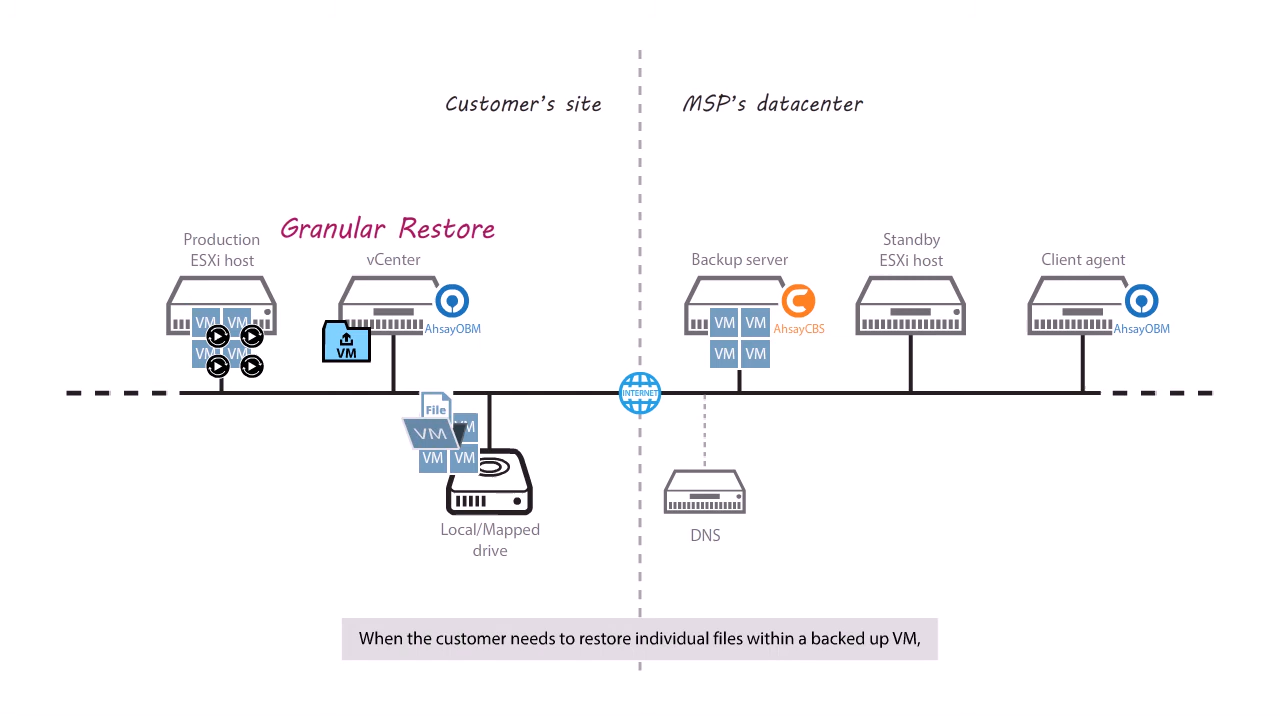 Customer's site
MSP's datacenter
Granular Restore
Production
ESXi host
vCenter
Backup server
Standby
ESXi host
Client agent
AhsayOBM
AhsayCBS
AhsayOBM
VM VM
VM VM
VM
VM VM
VM VM
INTERNET
File
VM VM
VM VM
Local/Mapped
drive
DNS
When the customer needs to restore individual files within a backed up VM,